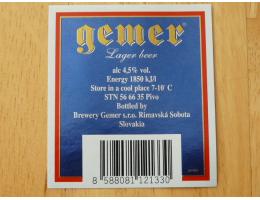 gemer
Lager beer
alc 4,5% vol.
Energy 1850 kJ/l
Store in a cool place 7-10° C
STN 56 66 35 Pivo
Bottled by
Brewery Gemer s.r.o. Rimavská Sobota
Slovakia
8 588081 121330